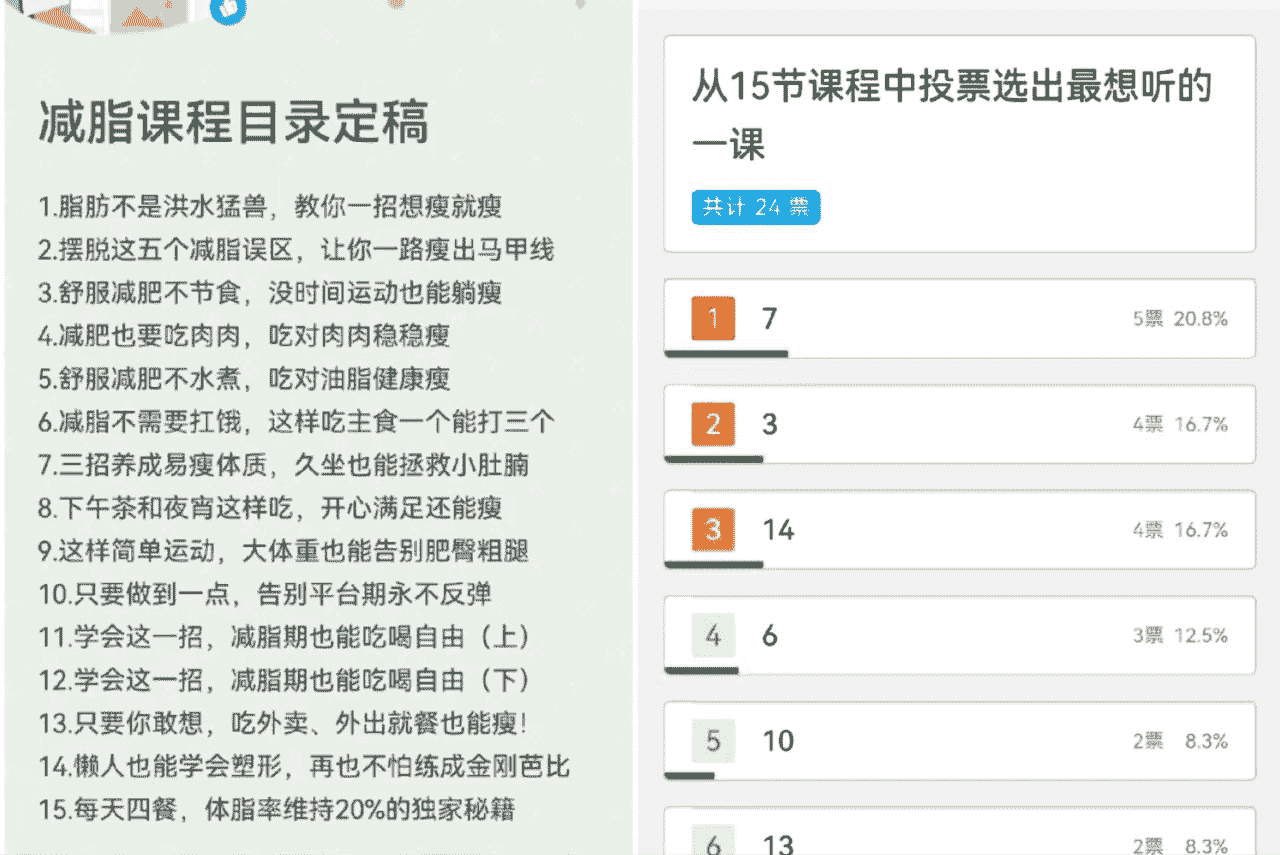 减脂课程目录定稿
1.脂肪不是洪水猛兽，教你一招想瘦就瘦
2.摆脱这五个减脂误区，让你一路瘦出马甲线
3.舒服减肥不节食，没时间运动也能躺瘦
4.减肥也要吃肉肉，吃对肉肉稳稳瘦
5.舒服减肥不水煮，吃对油脂健康瘦
6.减脂不需要扛饿，这样吃主食一个能打三个
7.三招养成易瘦体质，久坐也能拯救小肚腩
8.下午茶和夜宵这样吃，开心满足还能瘦
9.这样简单运动，大体重也能告别肥臀粗腿
10.只要做到一点，告别平台期永不反弹
11.学会这一招，减脂期也能吃喝自由（上）
12.学会这一招，减脂期也能吃喝自由（下）
13.只要你敢想，吃外卖、外出就餐也能瘦！
14.懒人也能学会塑形，再也不怕练成金刚芭比
15.每天四餐，体脂率维持20%的独家秘籍
从15节课程中投票选出最想听的
一课
共计 24 票
1 7 5票 20.8%
2 3 4票 16.7%
3 14 4票 16.7%
4 6 3票 12.5%
5 10 2票 8.3%
6 13 2票 8.3%